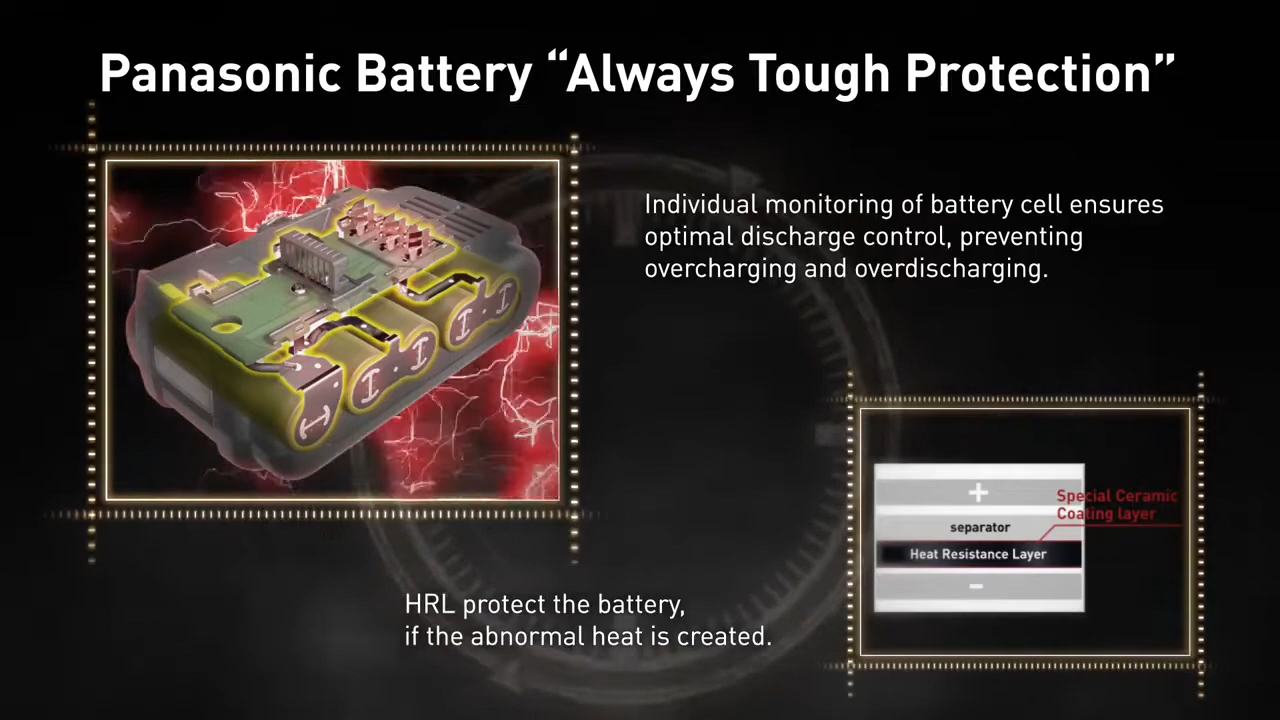 Panasonic Battery “Always Tough Protection”
Individual monitoring of battery cell ensures
optimal discharge control, preventing
overcharging and overdischarging.
+
Special Ceramic
Coating layer
separator
Heat Resistance Layer
-
HRL protect the battery,
if the abnormal heat is created.